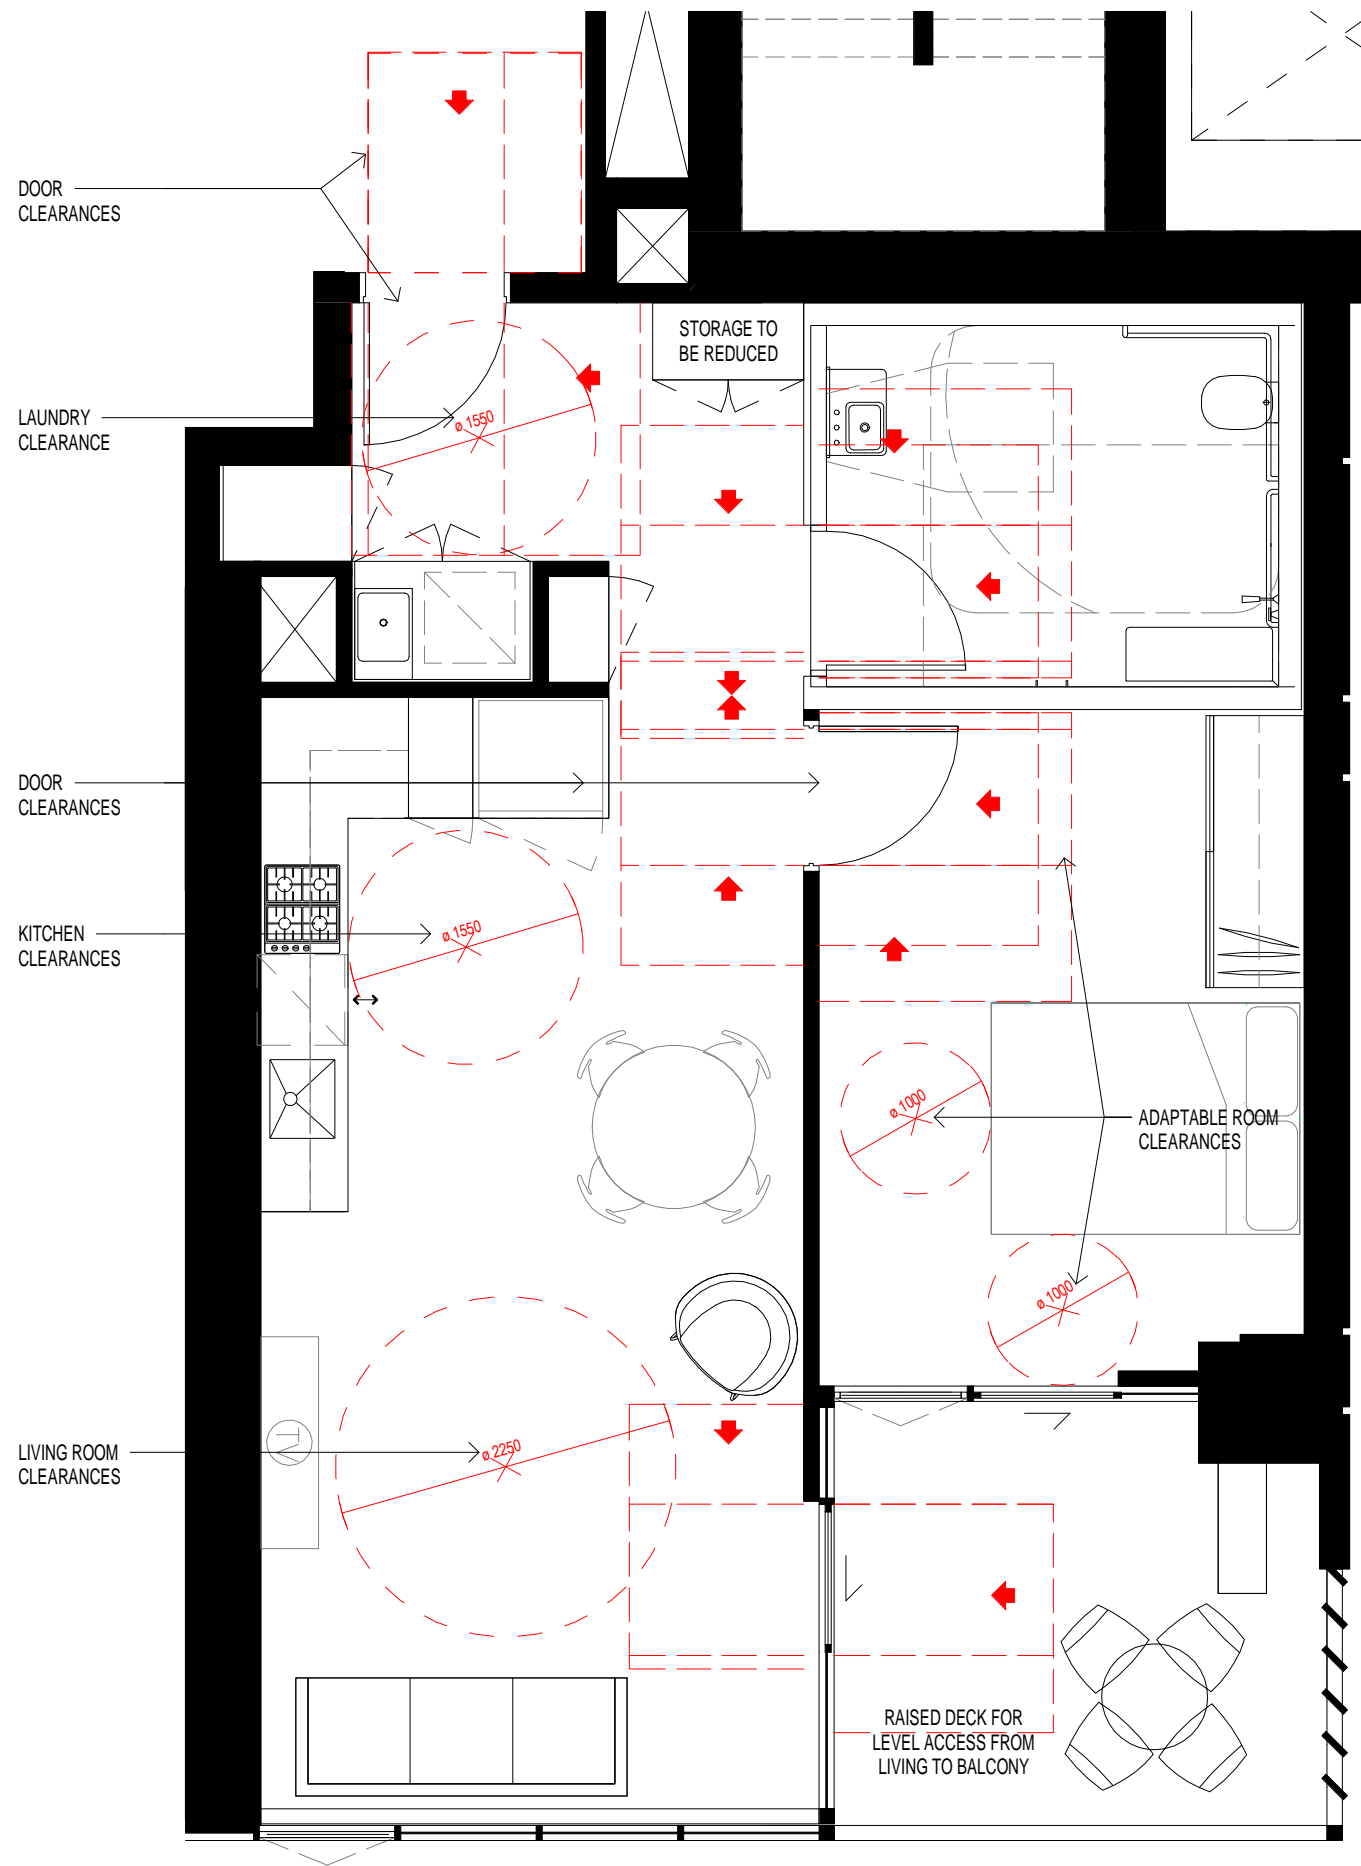 DOOR
CLEARANCES
STORAGE TO
BE REDUCED
LAUNDRY
CLEARANCE
ø 1550
DOOR
CLEARANCES
KITCHEN
CLEARANCES
ø 1550
ø 1000
ADAPTABLE ROOM
CLEARANCES
ø 1000
LIVING ROOM
CLEARANCES
TV
ø 2250
RAISED DECK FOR
LEVEL ACCESS FROM
LIVING TO BALCONY